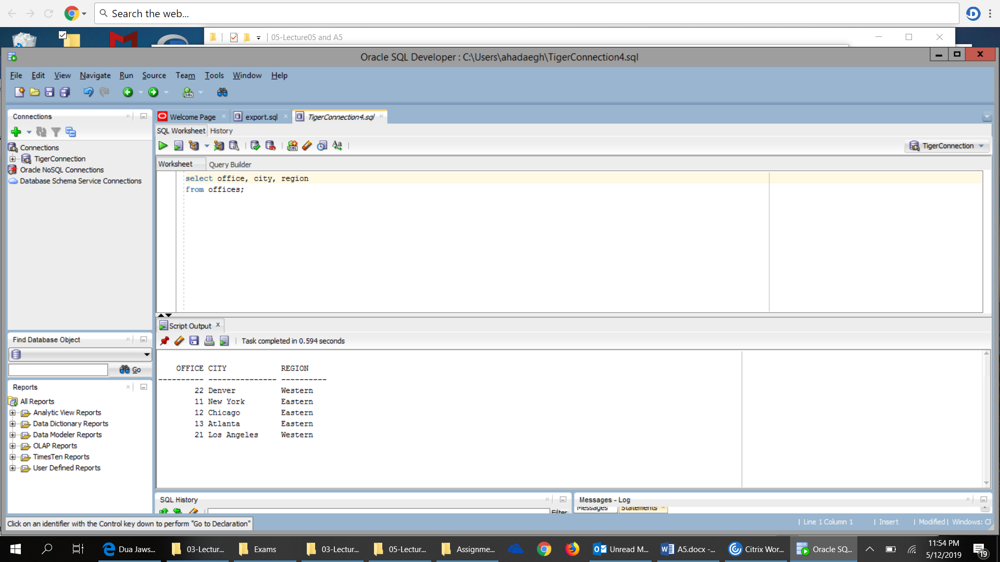 Search the web...
05-Lecture05 and A5
Oracle SQL Developer : C:\Users\ahadaegh\TigerConnection4.sql
File Edit View Navigate Run Source Team Tools Window Help
Connections
Welcome Page
export.sql
TigerConnection4.sql
SQL Worksheet History
TigerConnection
Connections
TigerConnection
Oracle NoSQL Connections
Database Schema Service Connections
Worksheet Query Builder
select office, city, region
from offices;
Script Output
Task completed in 0.594 seconds
OFFICE CITY REGION
---------- --------------- ----------
22 Denver Western
11 New York Eastern
12 Chicago Eastern
13 Atlanta Eastern
21 Los Angeles Western
Find Database Object
Go
Reports
All Reports
Analytic View Reports
Data Dictionary Reports
Data Modeler Reports
OLAP Reports
TimesTen Reports
User Defined Reports
SQL History
Filter
Messages - Log
Messages Statements
Click on an identifier with the Control key down to perform "Go to Declaration"
| Line 1 Column 1 | Insert | Modified | Windows: CR
Dua Jaws...
03-Lectur...
Exams
03-Lectur...
05-Lectur...
Assignme...
Unread M...
A5.docx -...
Citrix Wor...
Oracle SQ...
11:54 PM
5/12/2019
19